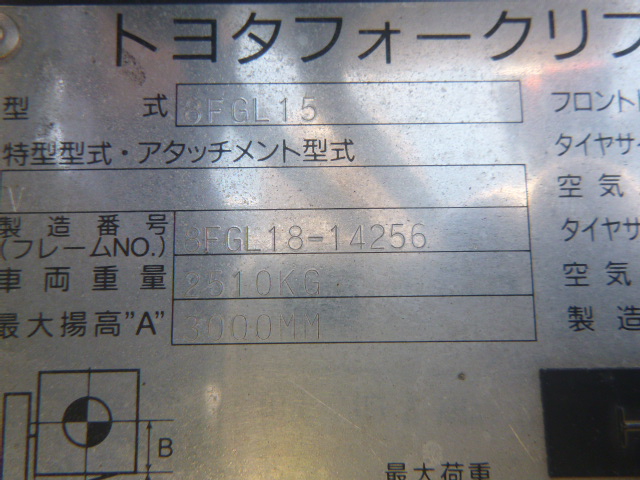 トヨタフォークリフ
型式 8FGL15 フロント
特型型式・アタッチメント型式 タイヤサ
V 空気
製造番号
(フレームNO.) 8FGL18-14256 タイヤサ
車両重量 2510KG 空気
最大揚高"A" 3000MM 製造
B
最大荷重